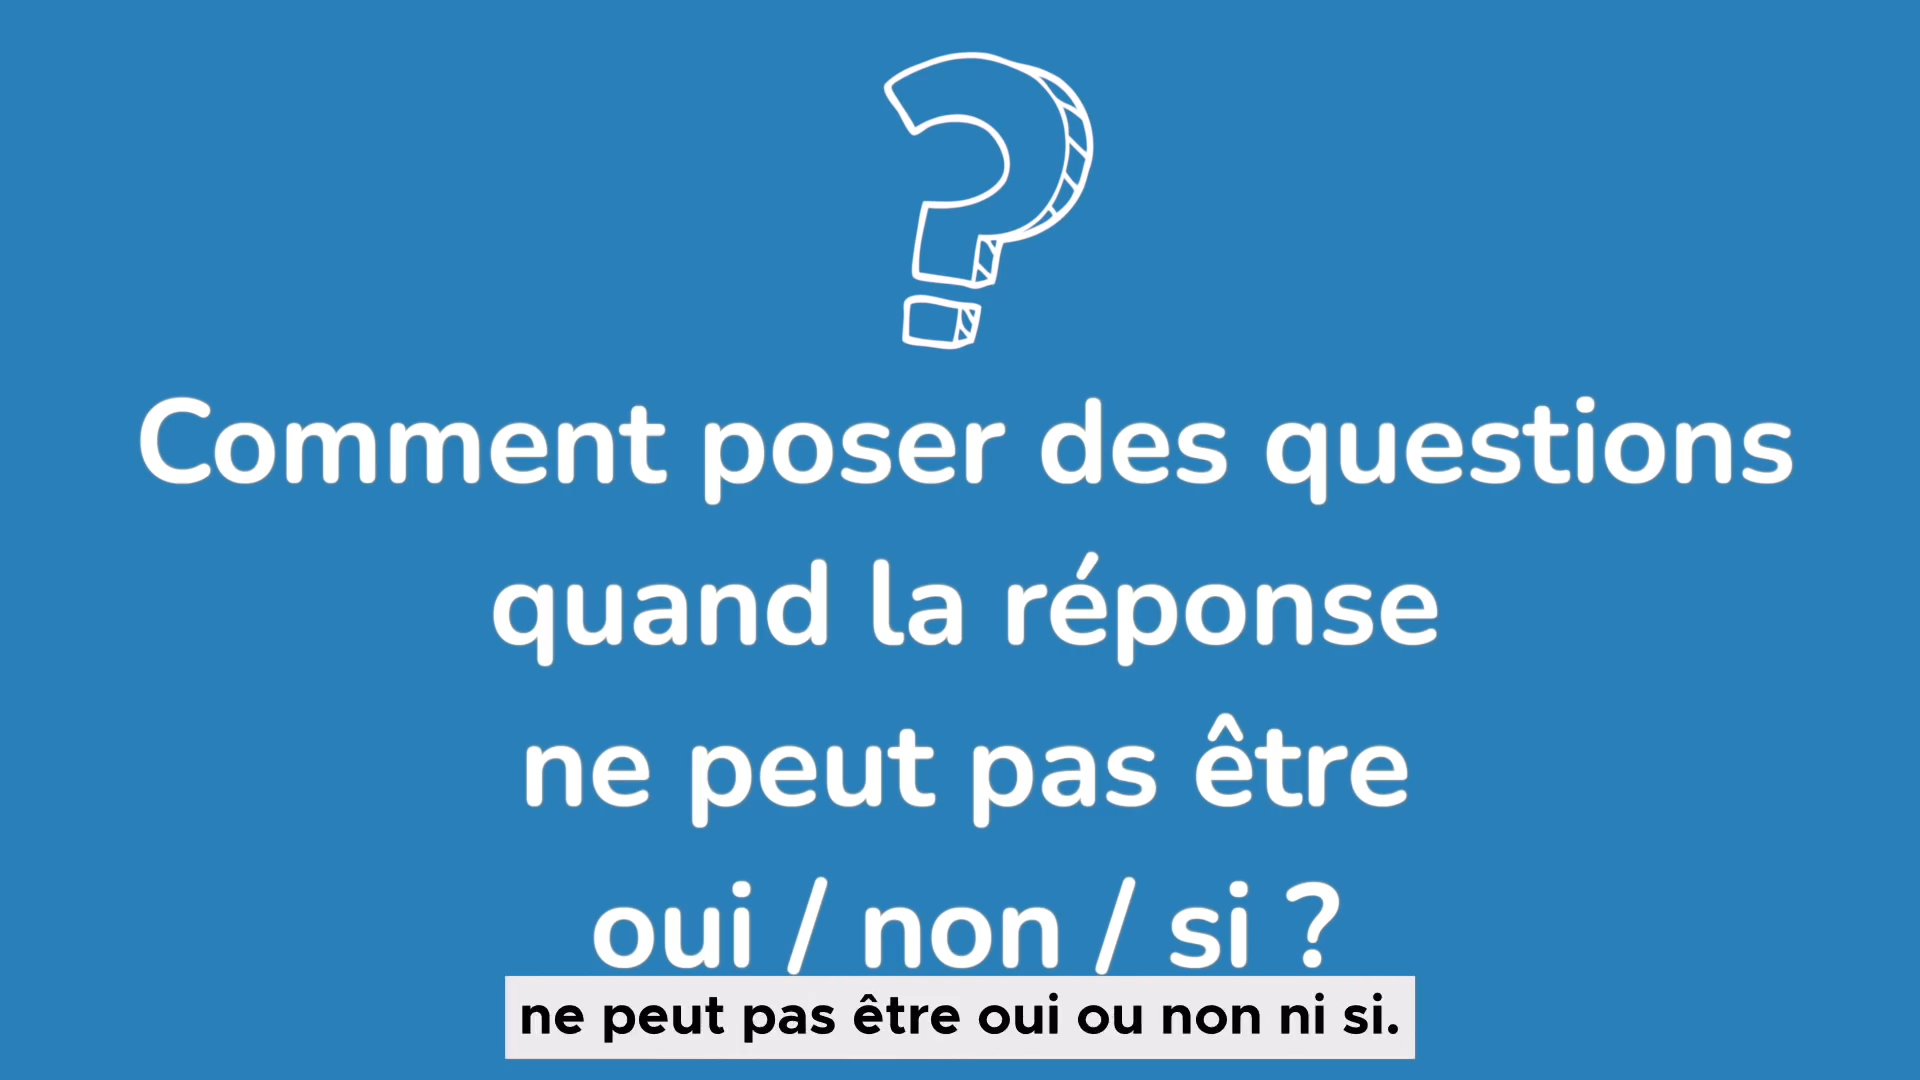 Comment poser des questions
quand la réponse
ne peut pas être
oui / non / si ?
ne peut pas être oui ou non ni si.